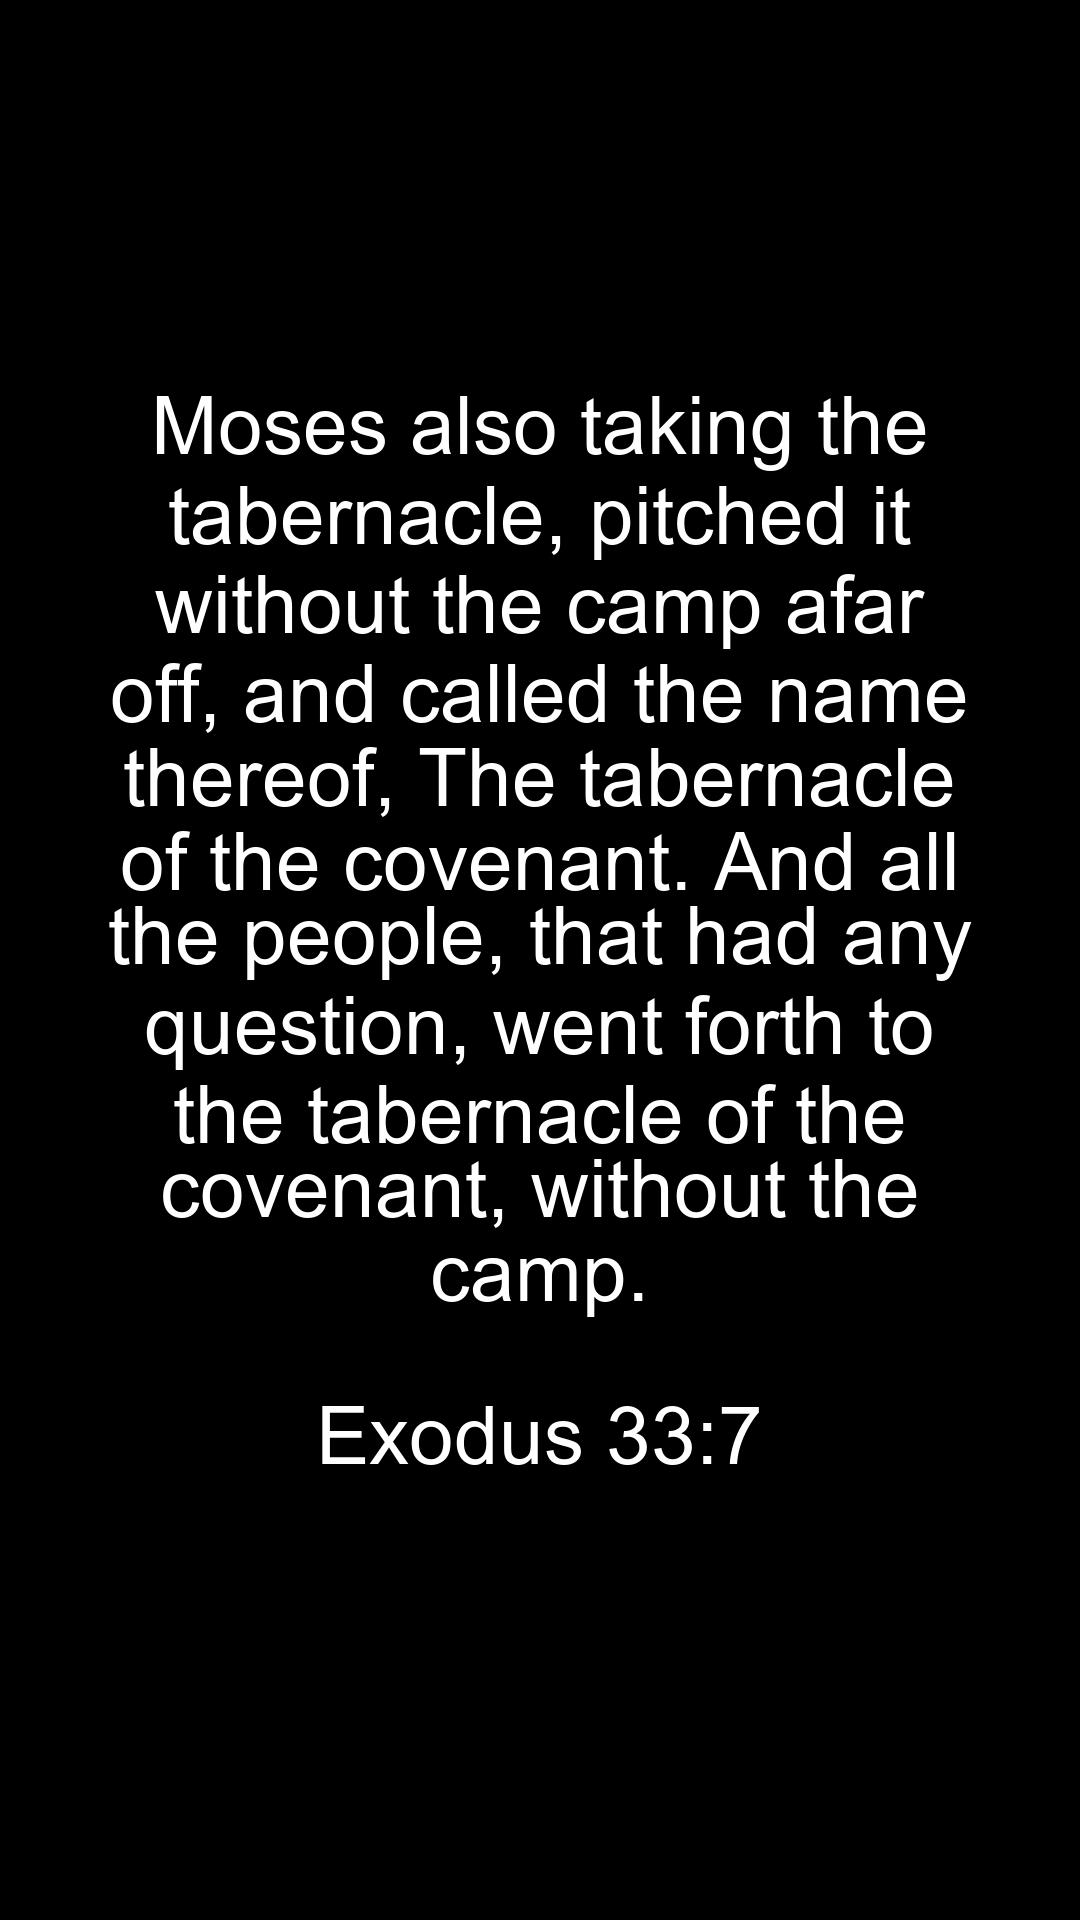 Moses also taking the
tabernacle, pitched it
without the camp afar
off, and called the name
thereof, The tabernacle
of the covenant. And all
the people, that had any
question, went forth to
the tabernacle of the
covenant, without the
camp.
Exodus 33:7